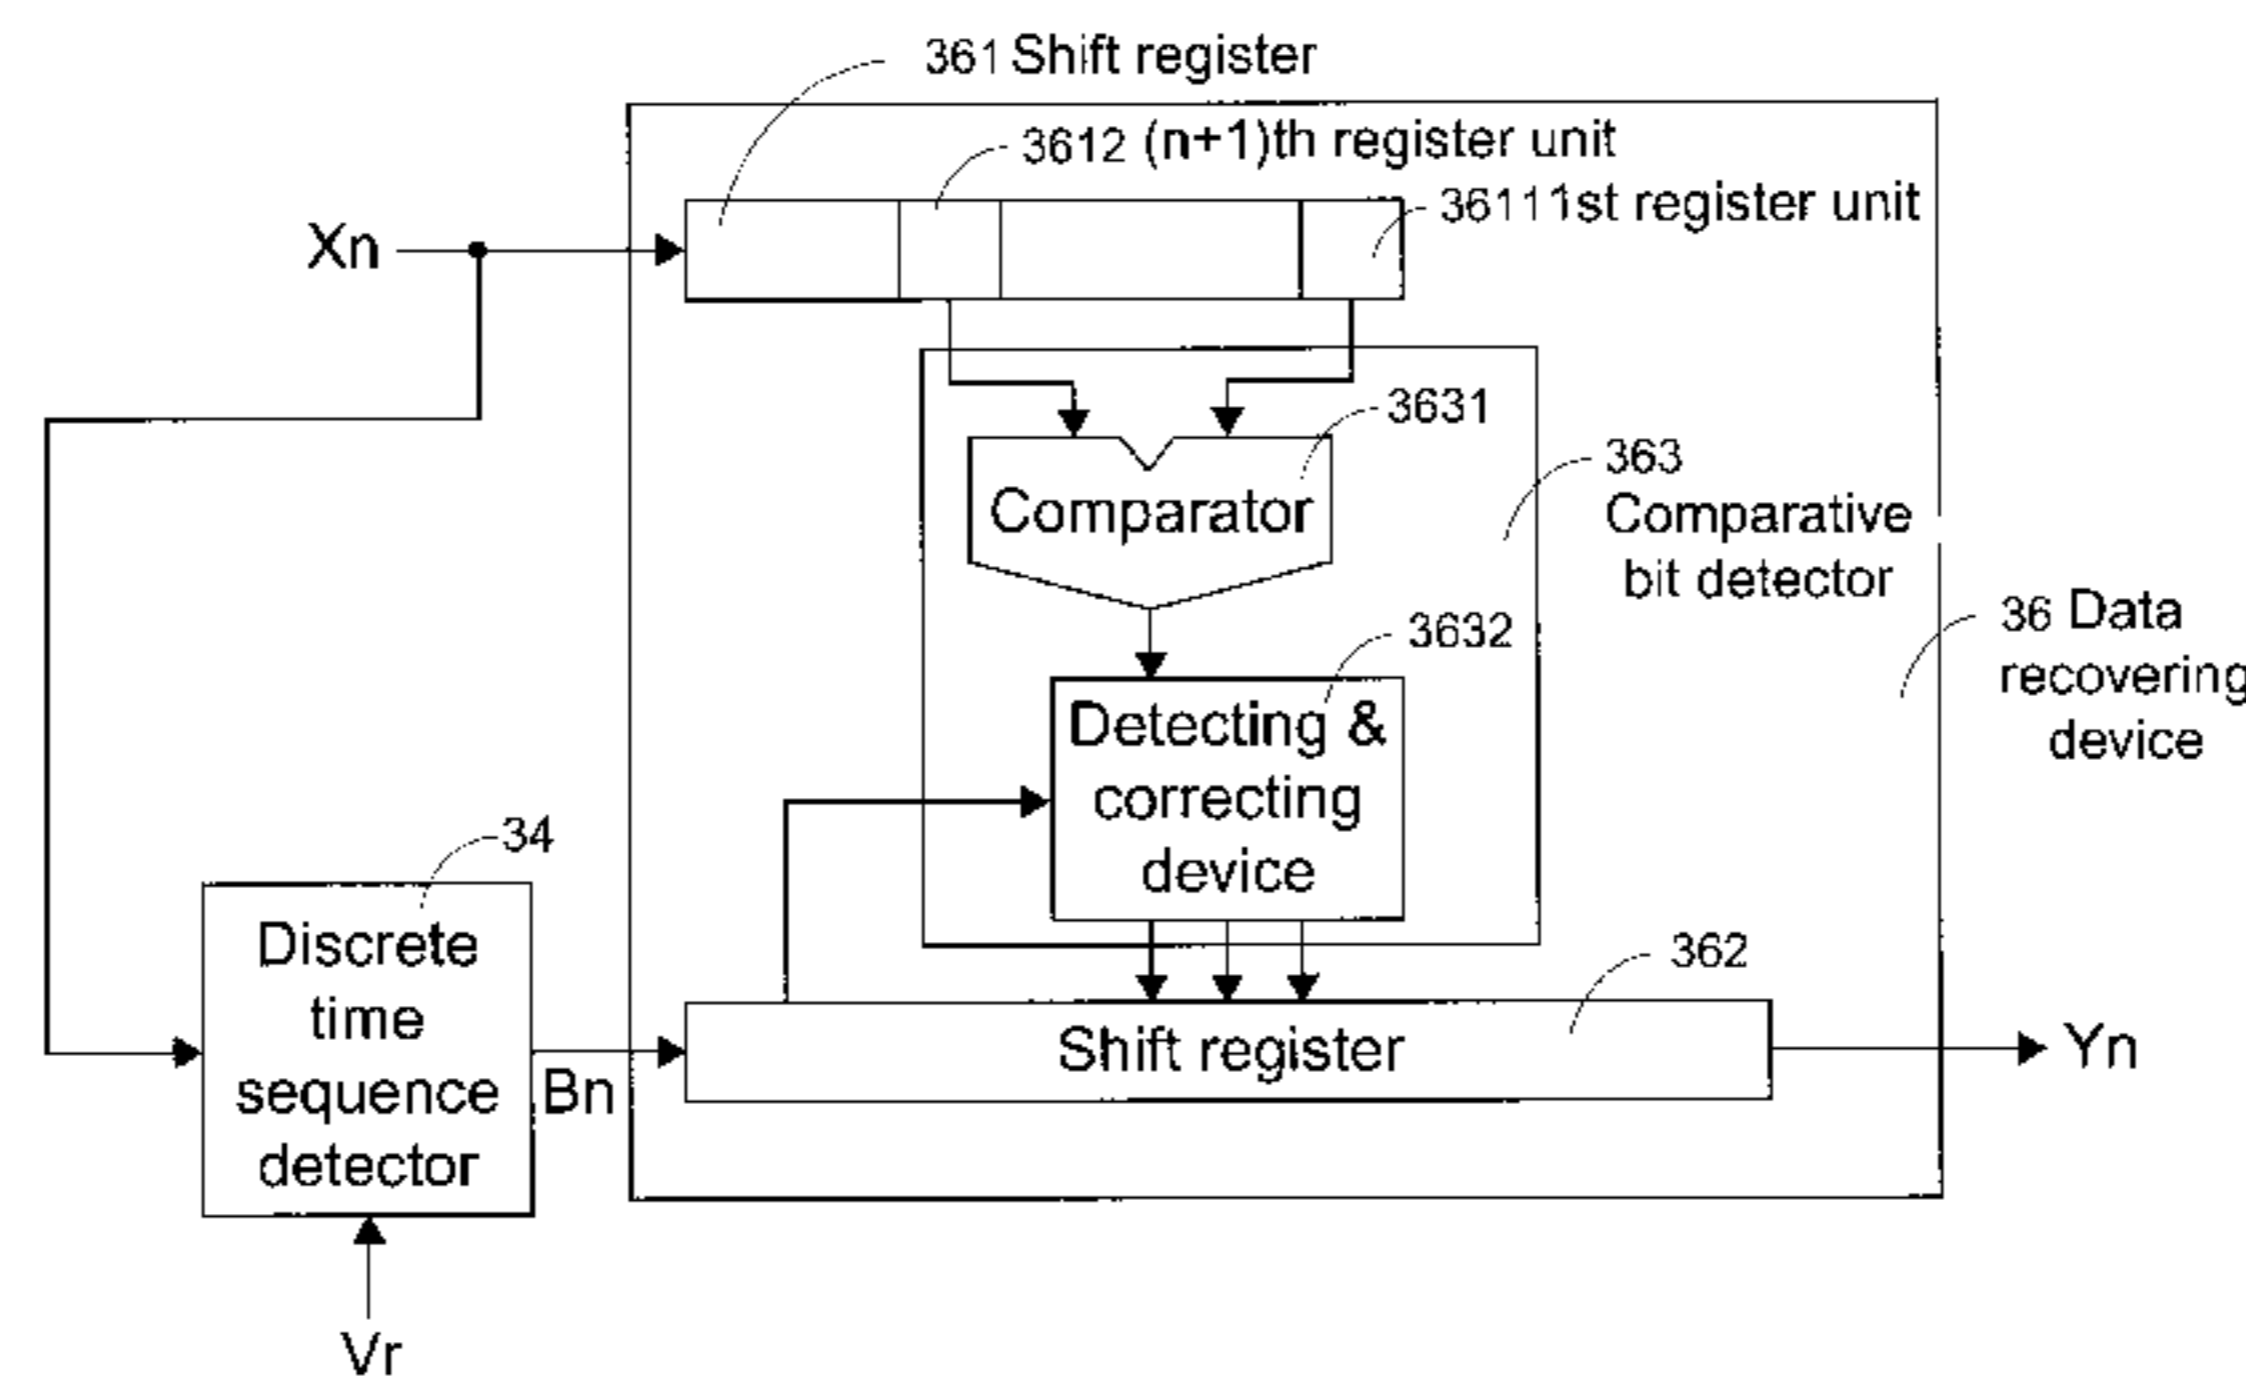 361 Shift register
3612 (n+1)th register unit
3611 1st register unit
Xn
3631
Comparator
363
Comparative
bit detector
36 Data
recovering
device
3632
Detecting &
correcting
device
34
Discrete
time
sequence
detector
Bn
362
Shift register
Yn
Vr